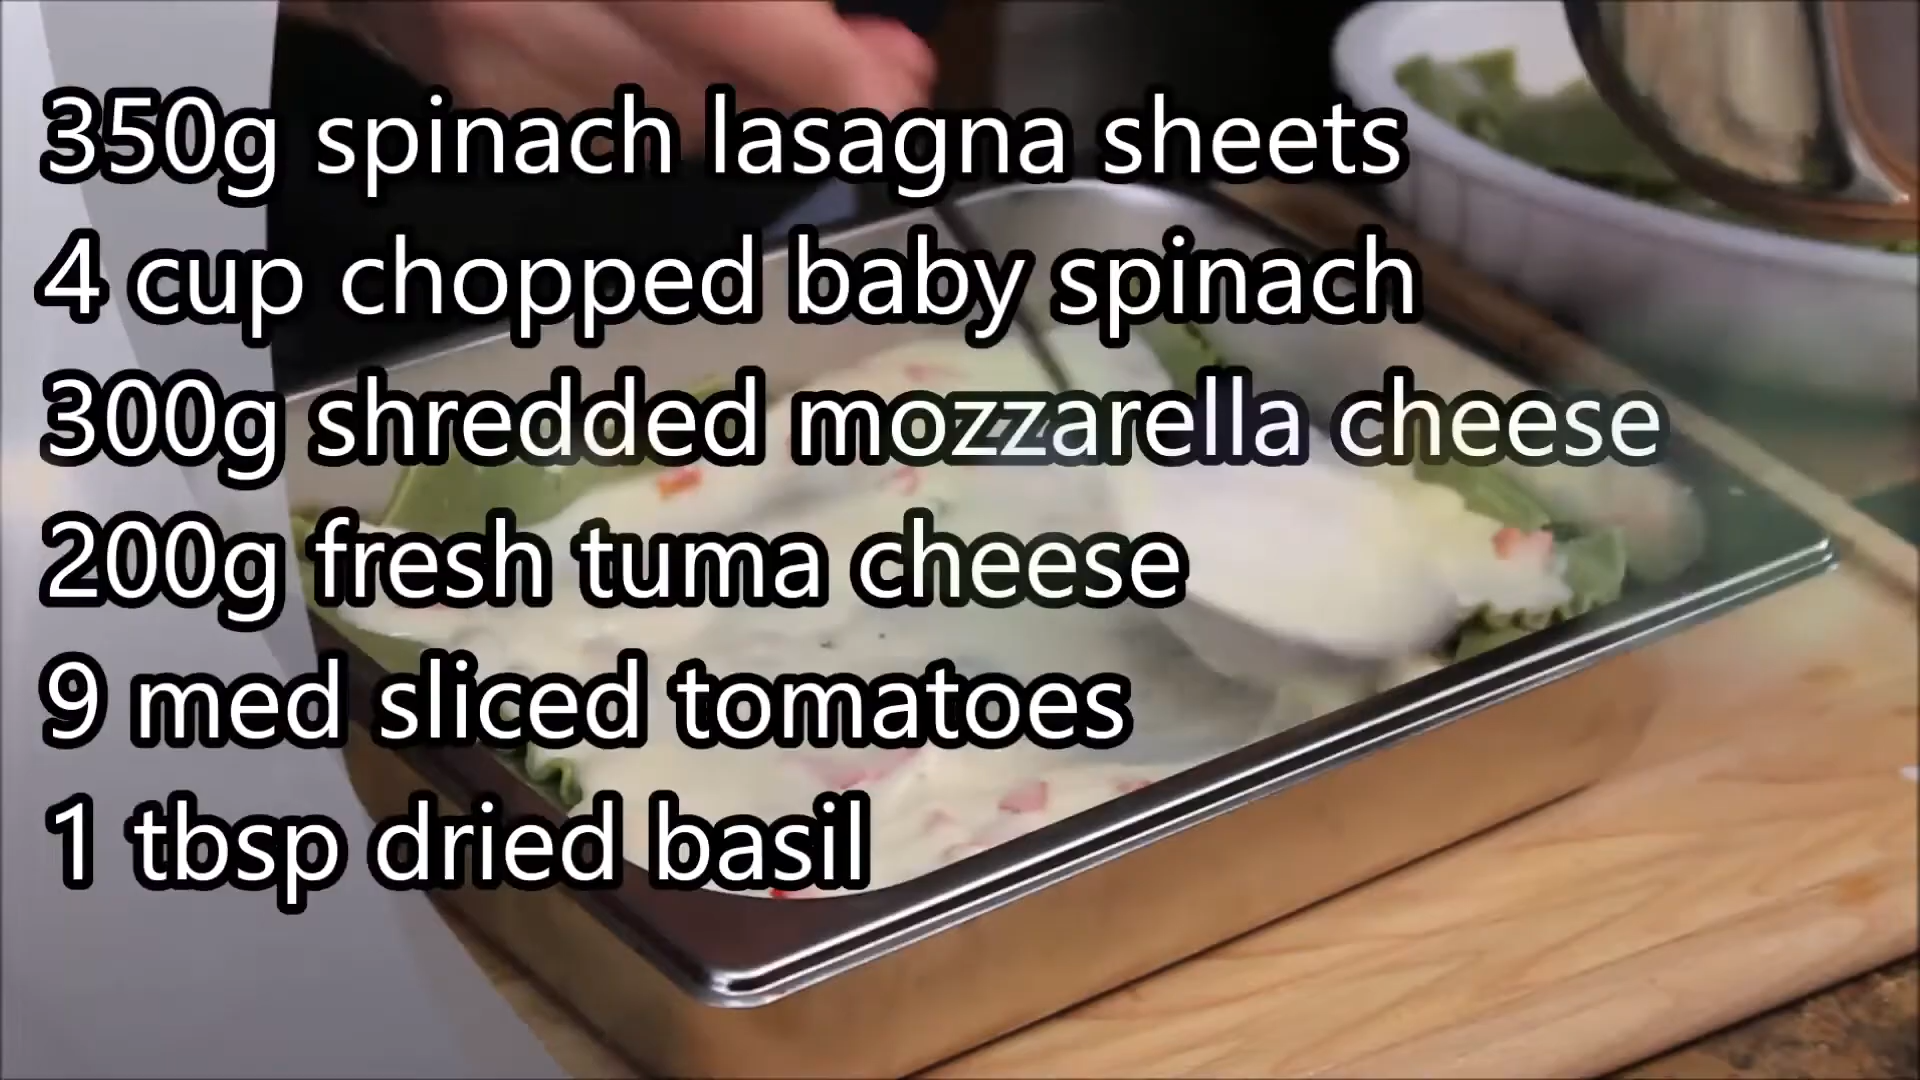 350g spinach lasagna sheets
4 cup chopped baby spinach
300g shredded mozzarella cheese
200g fresh tuma cheese
9 med sliced tomatoes
1 tbsp dried basil